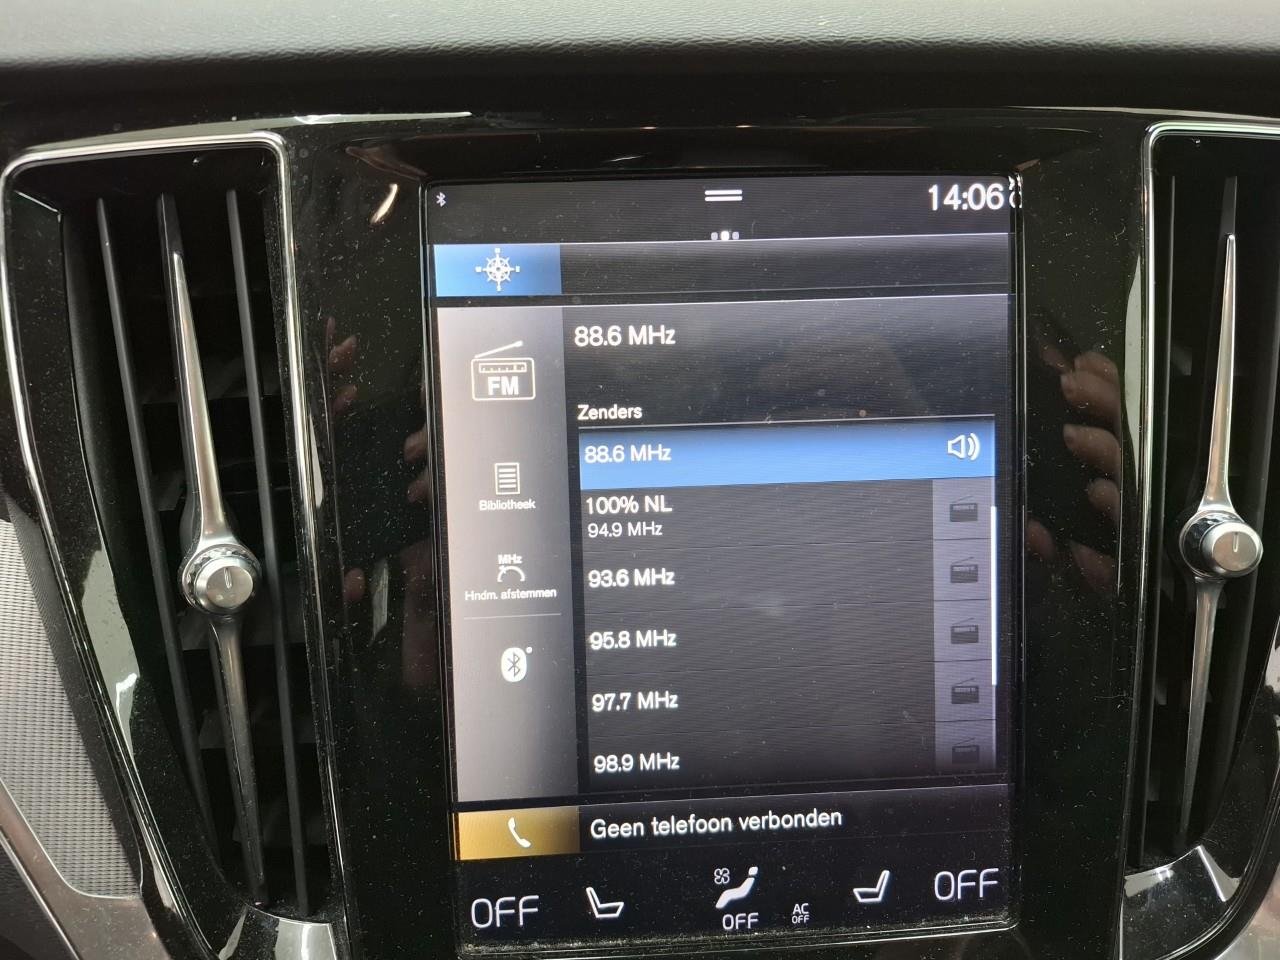 14:06
88.6 MHz
FM
Zenders
88.6 MHz
100% NL
94.9 MHz
Bibliotheek
93.6 MHz
MHz
Hndm. afstemmen
95.8 MHz
97.7 MHz
98.9 MHz
Geen telefoon verbonden
OFF
OFF
AC
OFF
OFF